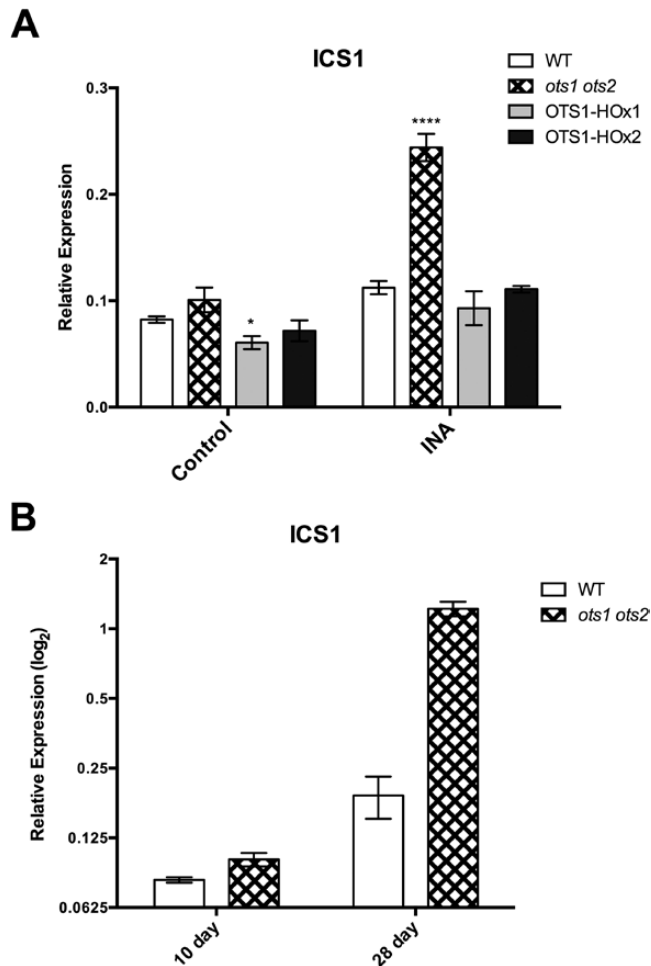 A
ICS1
WT
ots1 ots2
OTS1-HOx1
OTS1-HOx2
Relative Expression
0.3
0.2
0.1
0.0
****
*
Control
INA
B
ICS1
WT
ots1 ots2
Relative Expression (log2)
2
1
0.5
0.25
0.125
0.0625
10 day
28 day